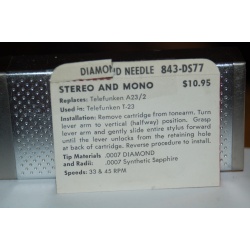 DIAMOND NEEDLE 843-DS77
STEREO AND MONO $10.95
Replaces: Telefunken A23/2
Used in: Telefunken T-23
Installation: Remove cartridge from tonearm. Turn
lever arm to vertical (halfway) position. Grasp
lever arm and gently slide entire stylus forward
until the lever unhooks from the retaining hole
at back of cartridge. Reverse procedure to install.
Tip Materials .0007 DIAMOND
and Radii: .0007 Synthetic Sapphire
Speeds: 33 & 45 RPM